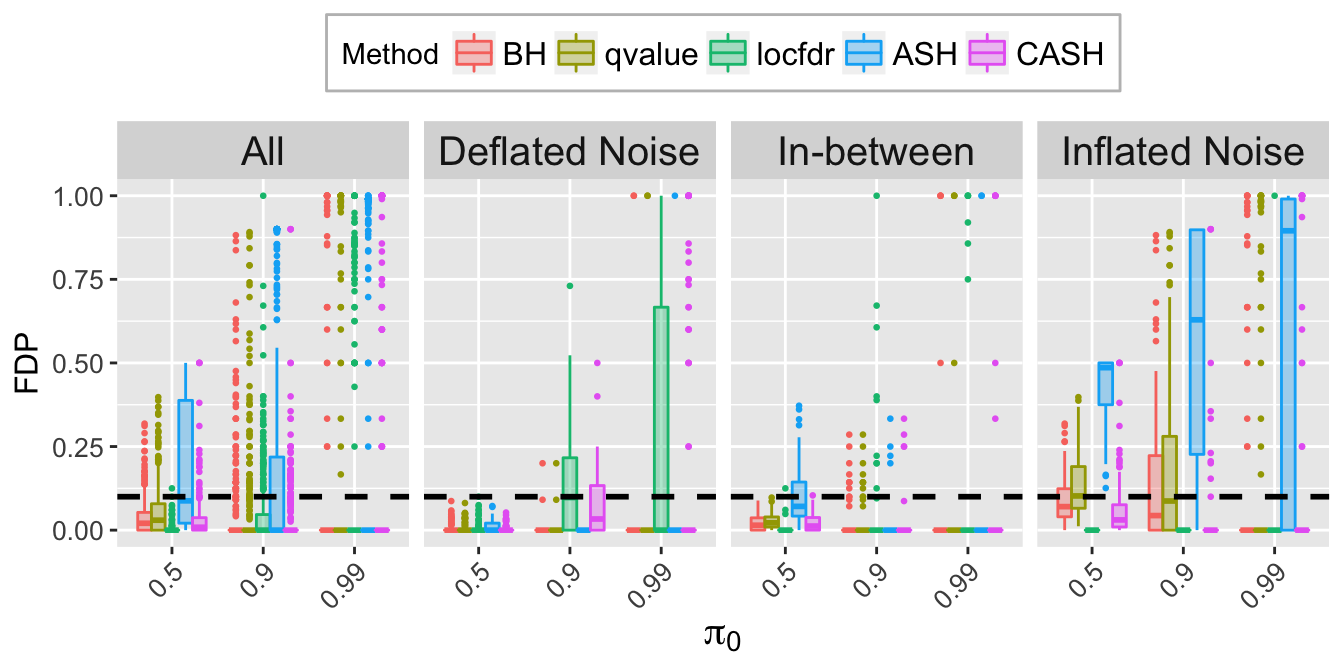 Method BH qvalue locfdr ASH CASH
All Deflated Noise In-between Inflated Noise
1.00
0.75
0.50
0.25
0.00
FDP
0.5 0.9 0.99 0.5 0.9 0.99 0.5 0.9 0.99 0.5 0.9 0.99
π₀